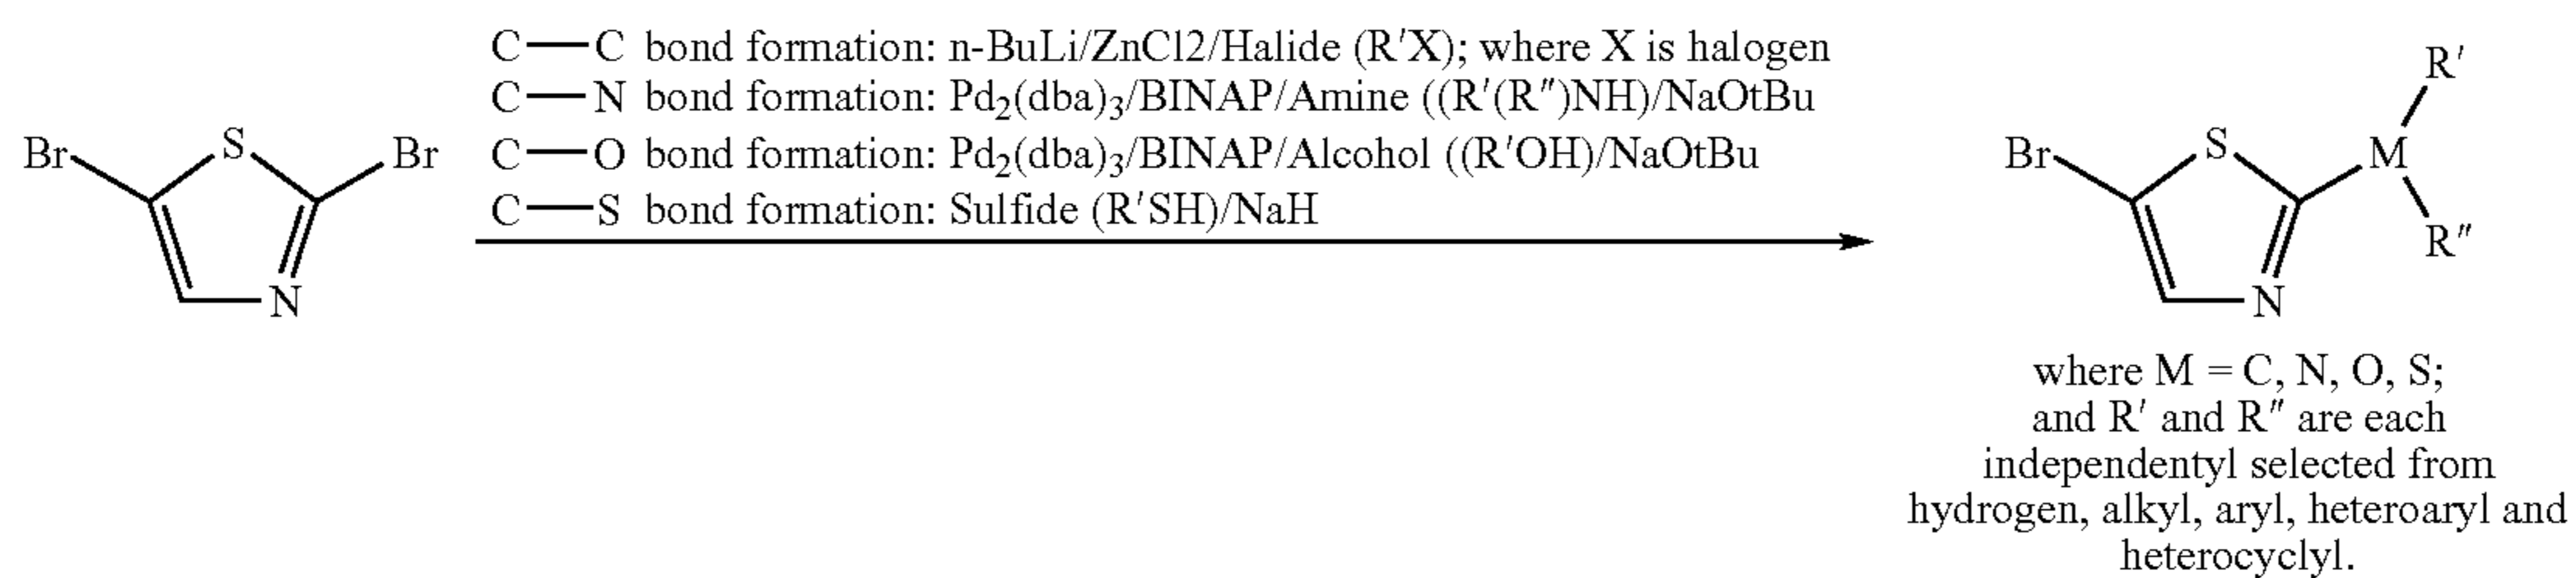 C—C bond formation: n-BuLi/ZnCl2/Halide (R′X); where X is halogen
C—N bond formation: Pd₂(dba)₃/BINAP/Amine ((R′(R″)NH)/NaOtBu
C—O bond formation: Pd₂(dba)₃/BINAP/Alcohol ((R′OH)/NaOtBu
C—S bond formation: Sulfide (R′SH)/NaH
Br S Br
N
R′
Br S M
R″
N
where M = C, N, O, S;
and R′ and R″ are each
independentyl selected from
hydrogen, alkyl, aryl, heteroaryl and
heterocyclyl.